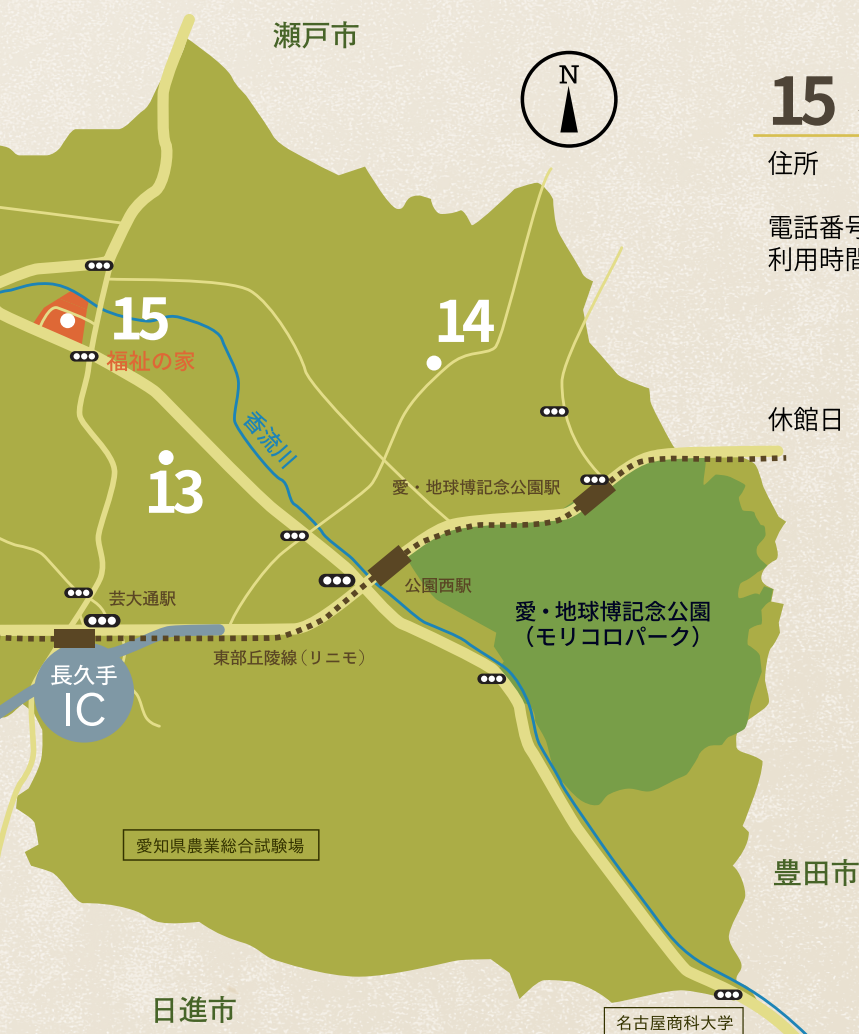 瀬戸市
N
15
住所
電話番号
利用時間
15
福祉の家
14
休館日
香流川
13
愛・地球博記念公園駅
公園西駅
芸大通駅
愛・地球博記念公園
（モリコロパーク）
東部丘陵線（リニモ）
長久手
IC
愛知県農業総合試験場
豊田市
日進市
名古屋商科大学